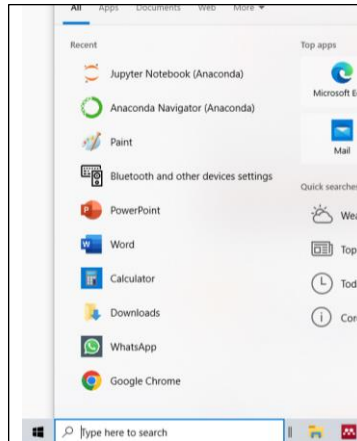 All Apps Documents Web More
Recent
Jupyter Notebook (Anaconda)
Anaconda Navigator (Anaconda)
Paint
Bluetooth and other devices settings
PowerPoint
Word
Calculator
Downloads
WhatsApp
Google Chrome
Top apps
Microsoft E
Mail
Quick searches
Wea
Top
Tod
Cor
Type here to search